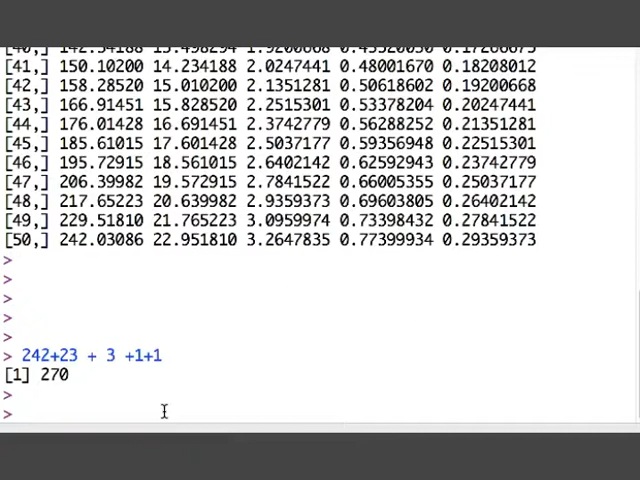 [41,] 150.10200 14.234188 2.0247441 0.48001670 0.18208012
[42,] 158.28520 15.010200 2.1351281 0.50618602 0.19200668
[43,] 166.91451 15.828520 2.2515301 0.53378204 0.20247441
[44,] 176.01428 16.691451 2.3742779 0.56288252 0.21351281
[45,] 185.61015 17.601428 2.5037177 0.59356948 0.22515301
[46,] 195.72915 18.561015 2.6402142 0.62592943 0.23742779
[47,] 206.39982 19.572915 2.7841522 0.66005355 0.25037177
[48,] 217.65223 20.639982 2.9359373 0.69603805 0.26402142
[49,] 229.51810 21.765223 3.0959974 0.73398432 0.27841522
[50,] 242.03086 22.951810 3.2647835 0.77399934 0.29359373
>
>
>
>
>
> 242+23 + 3 +1+1
[1] 270
>
>